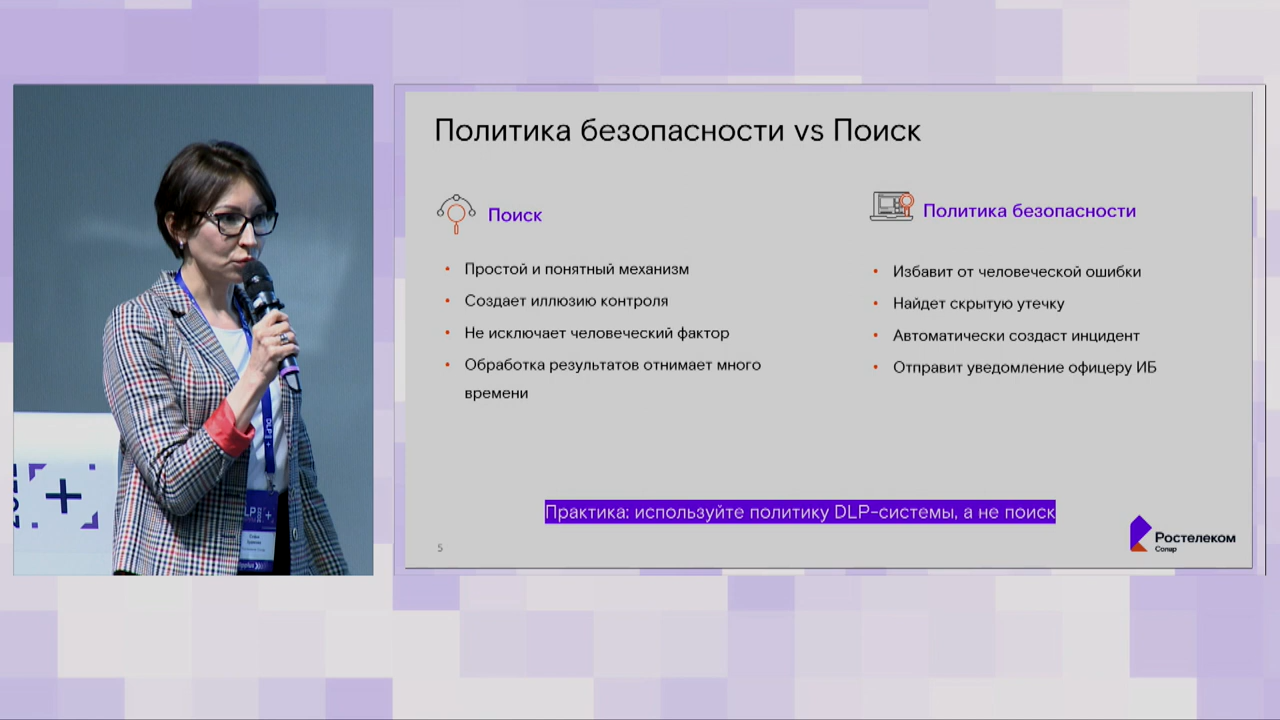 Политика безопасности vs Поиск
Поиск
• Простой и понятный механизм
• Создает иллюзию контроля
• Не исключает человеческий фактор
• Обработка результатов отнимает много
времени
Политика безопасности
• Избавит от человеческой ошибки
• Найдет скрытую утечку
• Автоматически создаст инцидент
• Отправит уведомление офицеру ИБ
Практика: используйте политику DLP-системы, а не поиск
5
Ростелеком
Солар
DLP